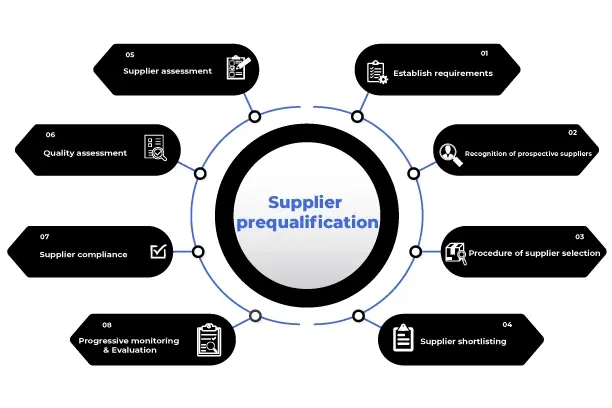 Supplier
prequalification
01
Establish requirements
02
Recognition of prospective suppliers
03
Procedure of supplier selection
04
Supplier shortlisting
05
Supplier assessment
06
Quality assessment
07
Supplier compliance
08
Progressive monitoring
& Evaluation